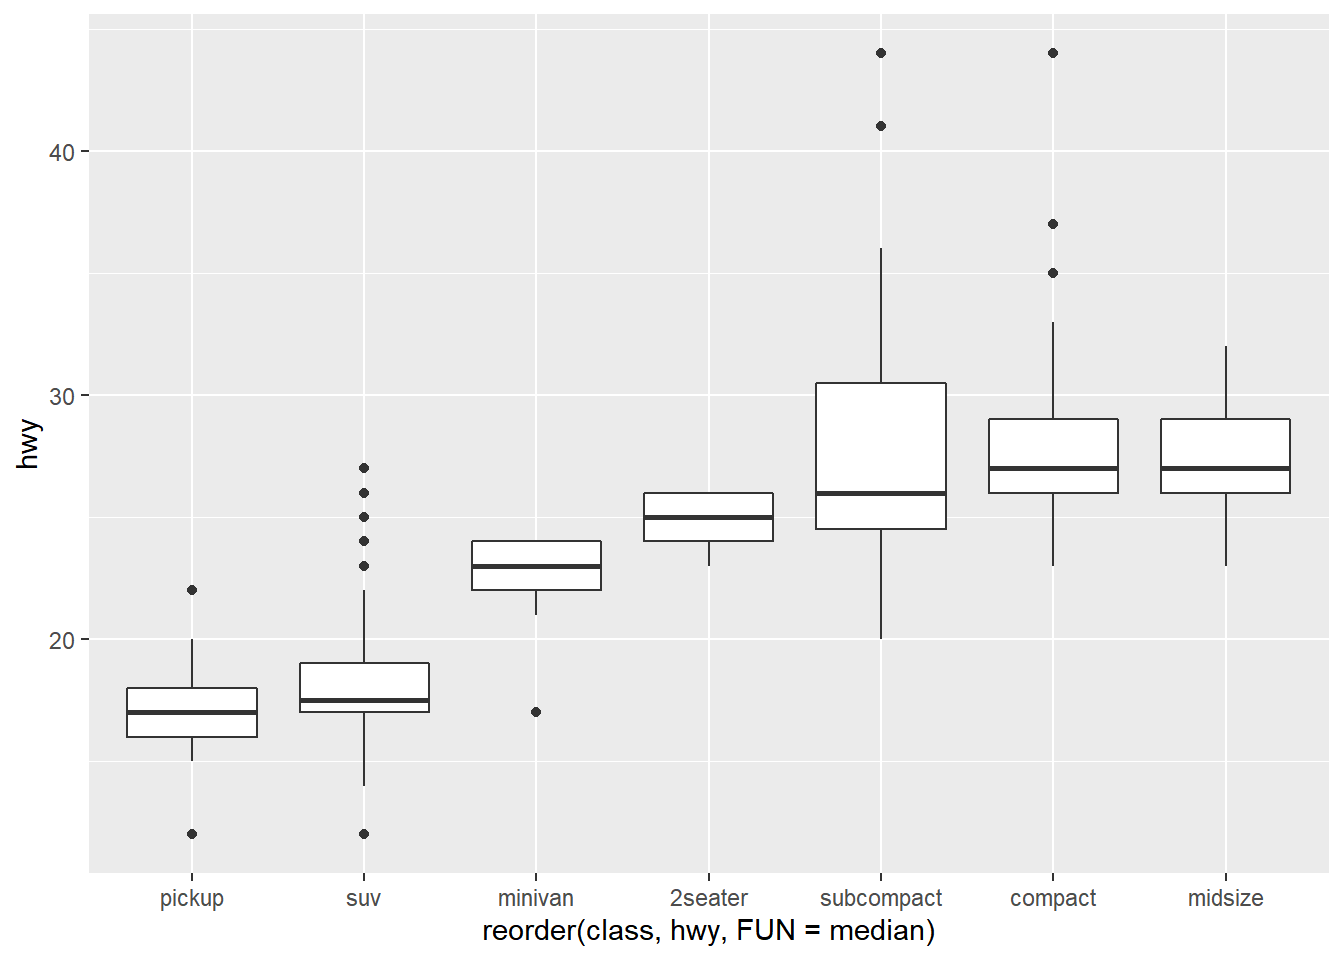 hwy
40
30
20
pickup suv minivan 2seater subcompact compact midsize
reorder(class, hwy, FUN = median)